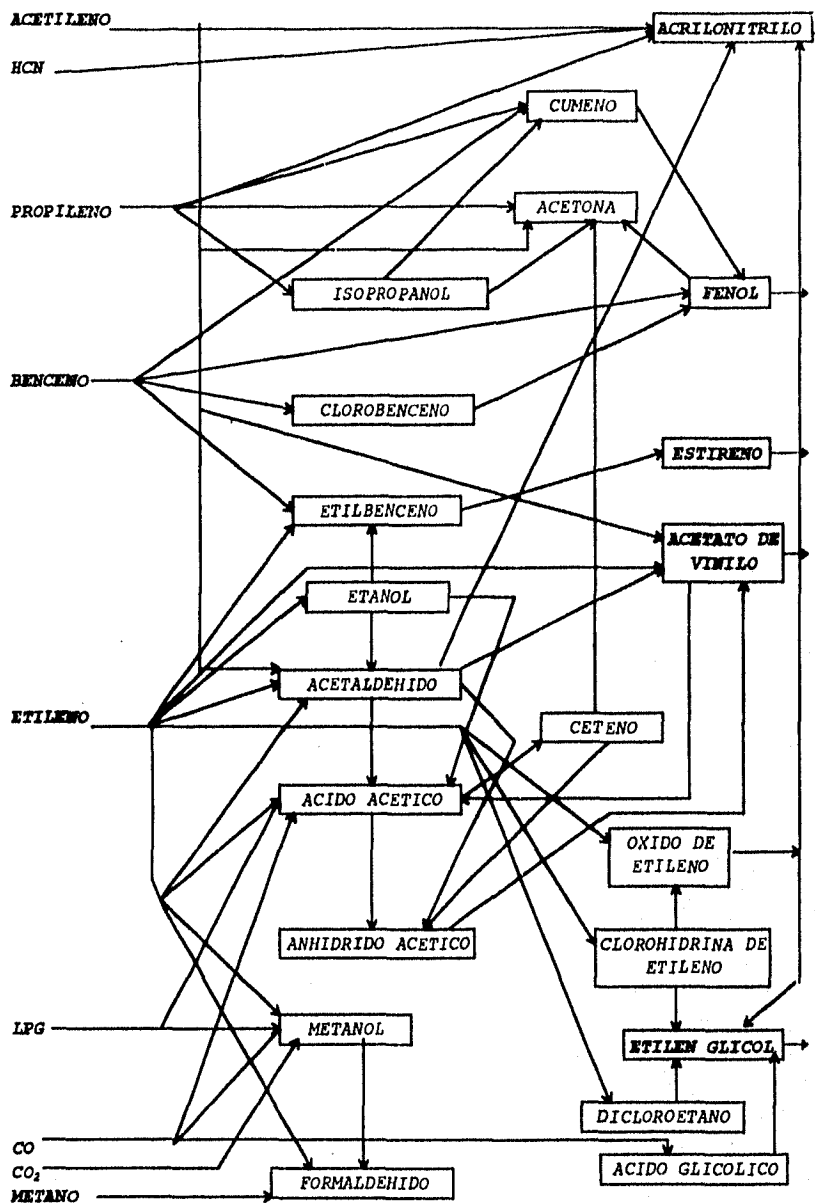 ACETILENO
ACRILONITRILO
HCN
CUMENO
PROPILENO
ACETONA
ISOPROPANOL
FENOL
BENCENO
CLOROBENCENO
ESTIRENO
ETILBENCENO
ACETATO DE
VINILO
ETANOL
ACETALDEHIDO
ETILENO
CETENO
ACIDO ACETICO
OXIDO DE
ETILENO
ANHIDRIDO ACETICO
CLOROHIDRINA DE
ETILENO
LPG
METANOL
ETILEN GLICOL
DICLOROETANO
CO
CO₂
ACIDO GLICOLICO
FORMALDEHIDO
METANO